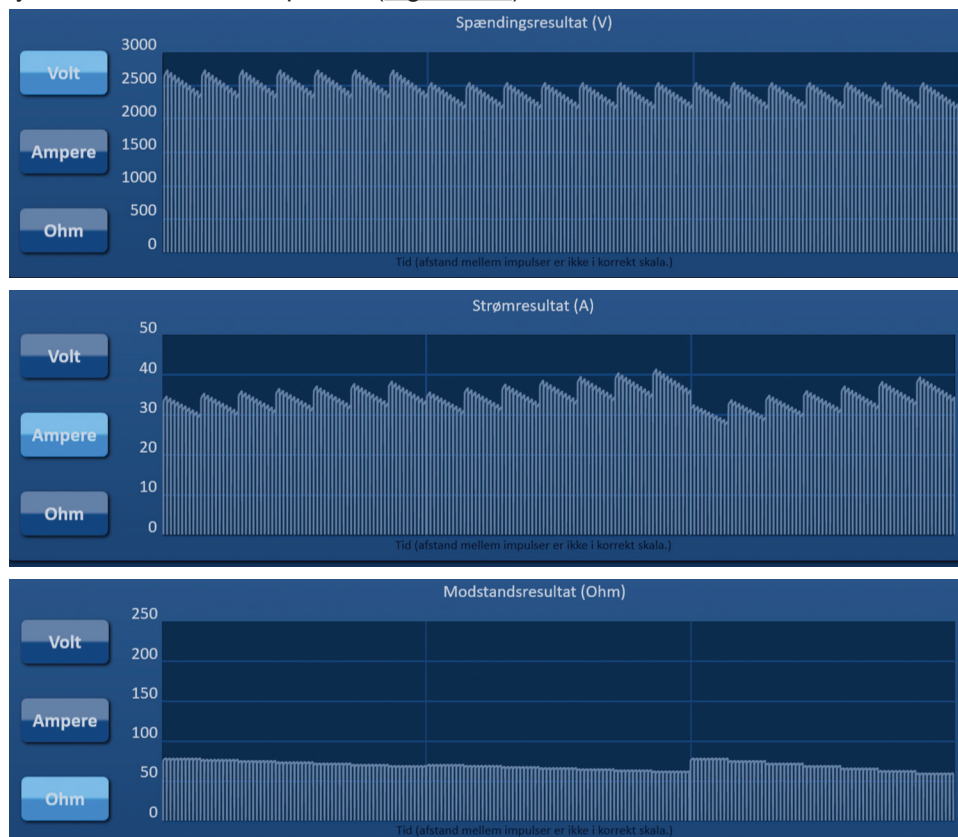 Spændingsresultat (V)
3000
Volt
2500
2000
Ampere
1500
1000
500
Ohm
0
Tid (afstand mellem impulser er ikke i korrekt skala.)
Strømresultat (A)
50
Volt
40
30
Ampere
20
10
Ohm
0
Tid (afstand mellem impulser er ikke i korrekt skala.)
Modstandsresultat (Ohm)
250
Volt
200
150
Ampere
100
50
Ohm
0
Tid (afstand mellem impulser er ikke i korrekt skala.)